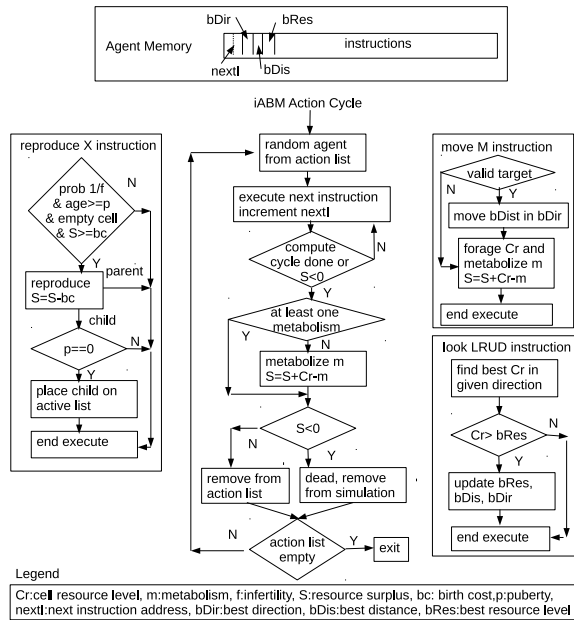 bDir
bRes
Agent Memory
instructions
nextI
bDis
iABM Action Cycle
reproduce X instruction
prob 1/f
& age>=p
& empty cell
& S>=bc
N
Y
parent
reproduce
S=S-bc
child
p==0
N
Y
place child on
active list
end execute
random agent
from action list
execute next instruction
increment nextI
compute
cycle done or
S<0
N
Y
at least one
metabolism
Y
N
metabolize m
S=S+Cr-m
S<0
N
Y
remove from
action list
dead, remove
from simulation
N
action list
empty
Y
exit
move M instruction
valid target
N
Y
move bDist in bDir
forage Cr and
metabolize m
S=S+Cr-m
end execute
look LRUD instruction
find best Cr in
given direction
N
Cr> bRes
Y
update bRes,
bDis, bDir
end execute
Legend
Cr:cell resource level, m:metabolism, f:infertility, S:resource surplus, bc: birth cost,p:puberty,
nextI:next instruction address, bDir:best direction, bDis:best distance, bRes:best resource level